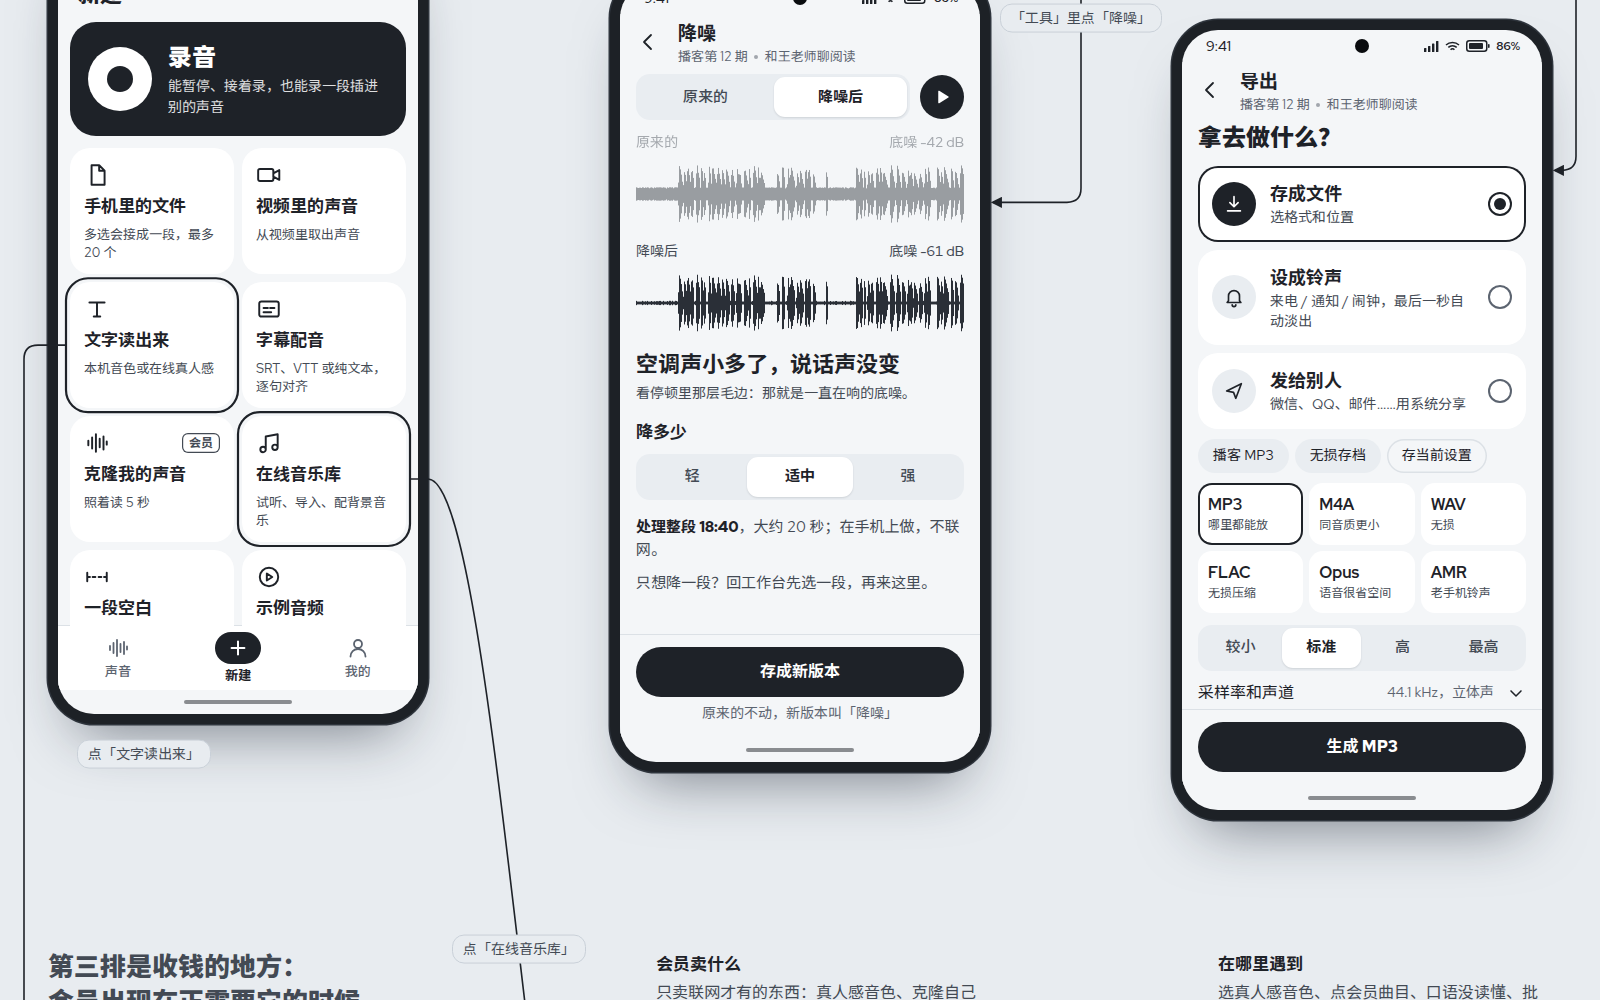 录音
能暂停、接着录，也能录一段插进
别的声音
手机里的文件
多选会接成一段，最多
20 个
视频里的声音
从视频里取出声音
文字读出来
本机音色或在线真人感
字幕配音
SRT、VTT 或纯文本，
逐句对齐
会员
克隆我的声音
照着读 5 秒
在线音乐库
试听、导入、配背景音
乐
一段空白
示例音频
声音
新建
我的
点「文字读出来」
点「在线音乐库」
第三排是收钱的地方：
会员出现在正需要它的时候
降噪
播客第 12 期 • 和王老师聊阅读
原来的
降噪后
原来的
底噪 -42 dB
降噪后
底噪 -61 dB
空调声小多了，说话声没变
看停顿里那层毛边：那就是一直在响的底噪。
降多少
轻
适中
强
处理整段 18:40，大约 20 秒；在手机上做，不联
网。
只想降一段？回工作台先选一段，再来这里。
存成新版本
原来的不动，新版本叫「降噪」
会员卖什么
只卖联网才有的东西：真人感音色、克隆自己
「工具」里点「降噪」
9:41
86%
导出
播客第 12 期 • 和王老师聊阅读
拿去做什么？
存成文件
选格式和位置
设成铃声
来电 / 通知 / 闹钟，最后一秒自
动淡出
发给别人
微信、QQ、邮件……用系统分享
播客 MP3
无损存档
存当前设置
MP3
哪里都能放
M4A
同音质更小
WAV
无损
FLAC
无损压缩
Opus
语音很省空间
AMR
老手机铃声
较小
标准
高
最高
采样率和声道
44.1 kHz，立体声
生成 MP3
在哪里遇到
选真人感音色、点会员曲目、口语没读懂、批